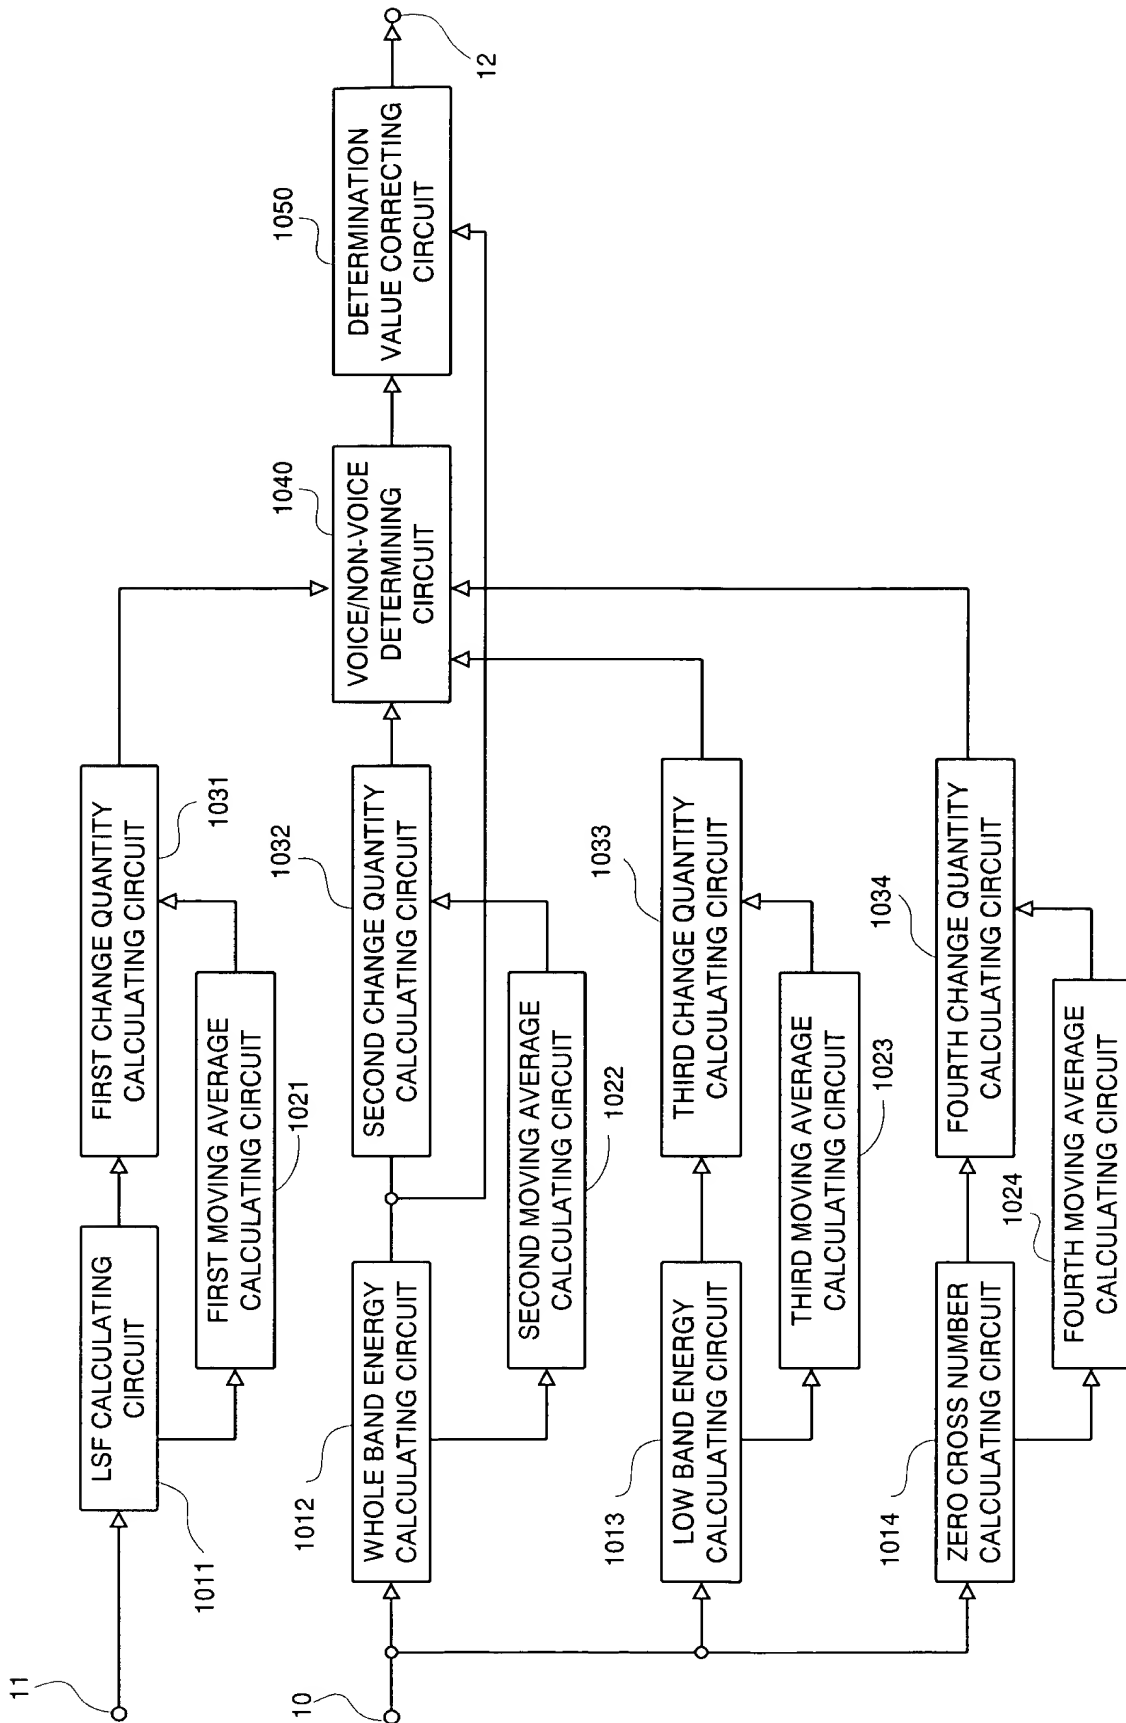 11
LSF CALCULATING
CIRCUIT
1011
FIRST CHANGE QUANTITY
CALCULATING CIRCUIT
1031
FIRST MOVING AVERAGE
CALCULATING CIRCUIT
1021
10
1012
WHOLE BAND ENERGY
CALCULATING CIRCUIT
1032
SECOND CHANGE QUANTITY
CALCULATING CIRCUIT
SECOND MOVING AVERAGE
CALCULATING CIRCUIT
1022
1040
VOICE/NON-VOICE
DETERMINING
CIRCUIT
1050
DETERMINATION
VALUE CORRECTING
CIRCUIT
12
1013
LOW BAND ENERGY
CALCULATING CIRCUIT
1033
THIRD CHANGE QUANTITY
CALCULATING CIRCUIT
THIRD MOVING AVERAGE
CALCULATING CIRCUIT
1023
1014
ZERO CROSS NUMBER
CALCULATING CIRCUIT
1034
FOURTH CHANGE QUANTITY
CALCULATING CIRCUIT
1024
FOURTH MOVING AVERAGE
CALCULATING CIRCUIT